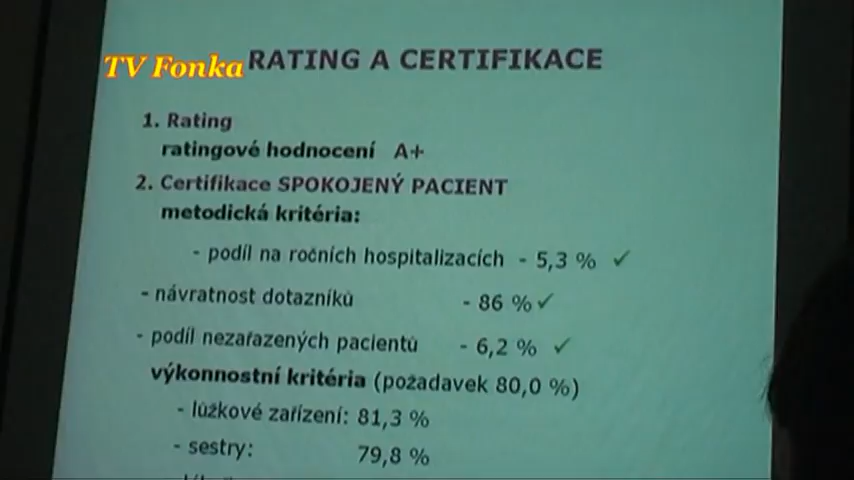 TV Fonka
RATING A CERTIFIKACE
1. Rating
ratingové hodnocení A+
2. Certifikace SPOKOJENÝ PACIENT
metodická kritéria:
- podíl na ročních hospitalizacích - 5,3 % ✓
- návratnost dotazníků - 86 % ✓
- podíl nezařazených pacientů - 6,2 % ✓
výkonnostní kritéria (požadavek 80,0 %)
- lůžkové zařízení: 81,3 %
- sestry: 79,8 %